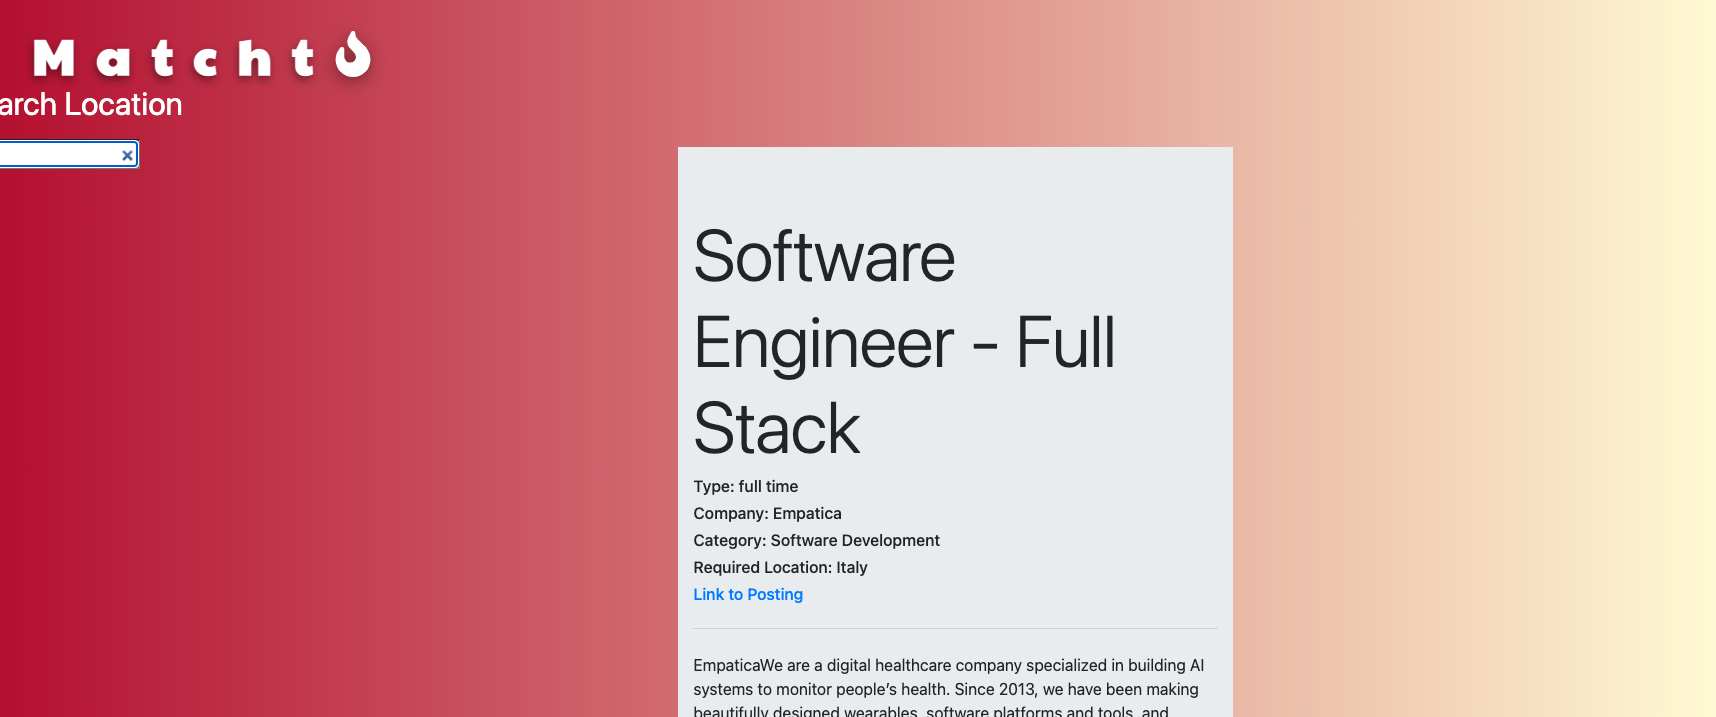 Matcht
arch Location
Software
Engineer - Full
Stack
Type: full time
Company: Empatica
Category: Software Development
Required Location: Italy
Link to Posting
EmpaticaWe are a digital healthcare company specialized in building AI
systems to monitor people’s health. Since 2013, we have been making
beautifully designed wearables, software platforms and tools, and